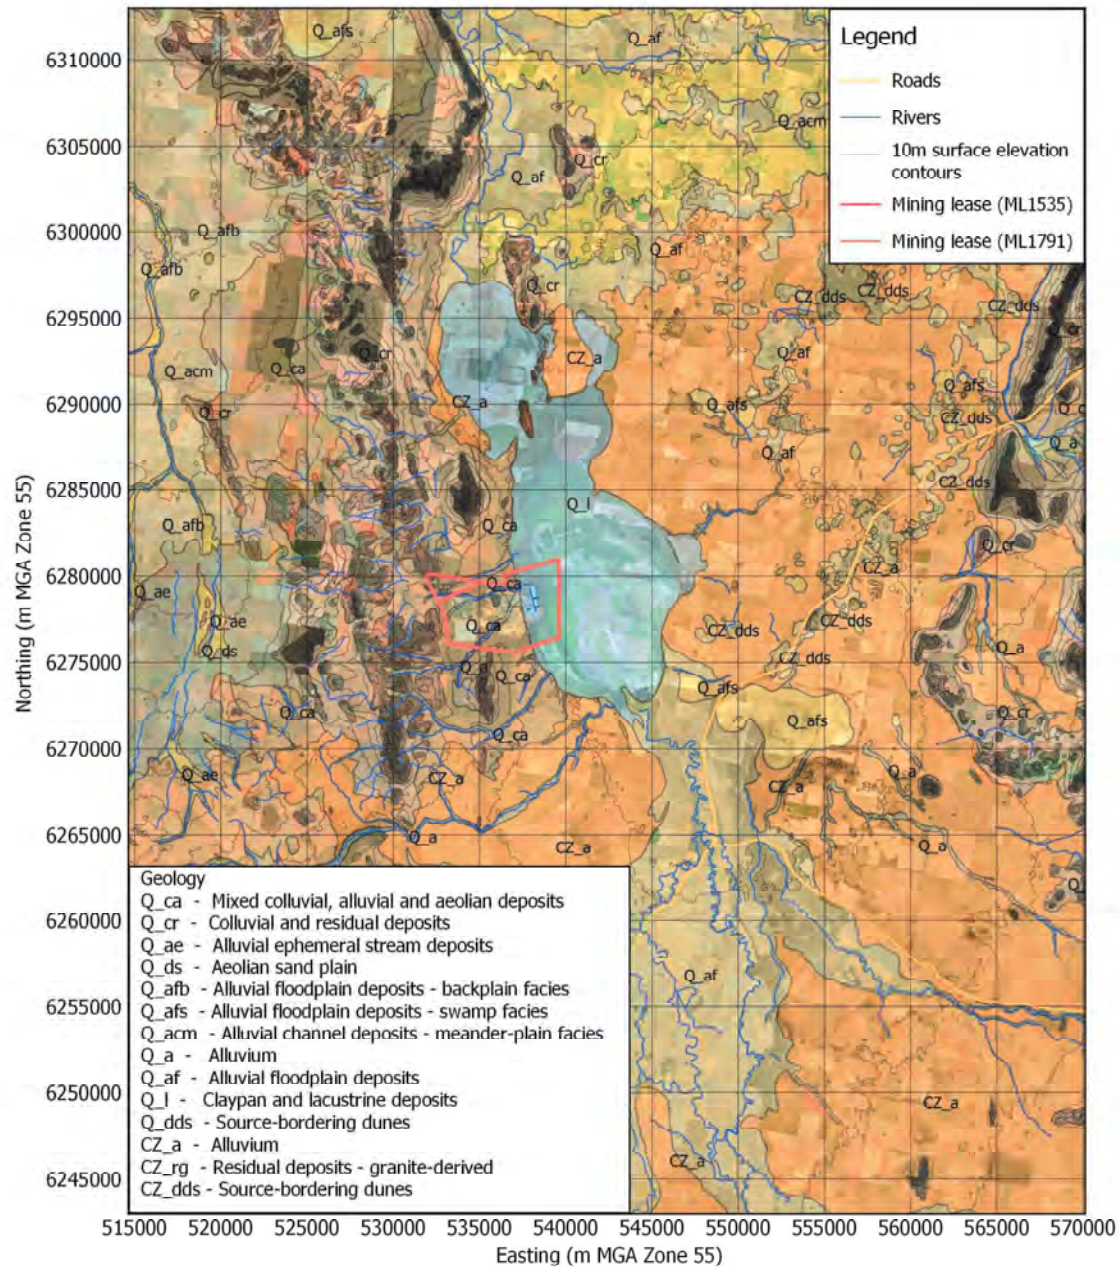 Legend
Roads
Rivers
10m surface elevation
contours
Mining lease (ML1535)
Mining lease (ML1791)
6310000
6305000
6300000
6295000
6290000
6285000
6280000
6275000
6270000
6265000
6260000
6255000
6250000
6245000
Northing (m MGA Zone 55)
Q_afs
Q_af
Q_acm
Q_cr
Q_af
Q_afb
Q_af
Q_afb
Q_cr
CZ_dds
CZ_dds
CZ_dds
Q_cr
Q_cr
CZ_a
Q_af
Q_acm
Q_ca
Q_afs
CZ_a
Q_afs
Q_cr
CZ_dds
Q_a
Q_af
CZ_dds
Q_l
Q_afb
Q_ca
Q_cr
CZ_a
Q_ca
Q_ae
Q_ca
Q_ae
CZ_dds
CZ_dds
Q_ds
Q_a
Q_ca
CZ_dds
Q_a
Q_afs
Q_ca
Q_ca
Q_afs
Q_cr
Q_ae
CZ_a
CZ_a
Q_a
Q_a
CZ_a
Q_a
Q_af
CZ_a
CZ_a
Geology
Q_ca - Mixed colluvial, alluvial and aeolian deposits
Q_cr - Colluvial and residual deposits
Q_ae - Alluvial ephemeral stream deposits
Q_ds - Aeolian sand plain
Q_afb - Alluvial floodplain deposits - backplain facies
Q_afs - Alluvial floodplain deposits - swamp facies
Q_acm - Alluvial channel deposits - meander-plain facies
Q_a - Alluvium
Q_af - Alluvial floodplain deposits
Q_l - Claypan and lacustrine deposits
Q_dds - Source-bordering dunes
CZ_a - Alluvium
CZ_rg - Residual deposits - granite-derived
CZ_dds - Source-bordering dunes
515000 520000 525000 530000 535000 540000 545000 550000 555000 560000 565000 570000
Easting (m MGA Zone 55)